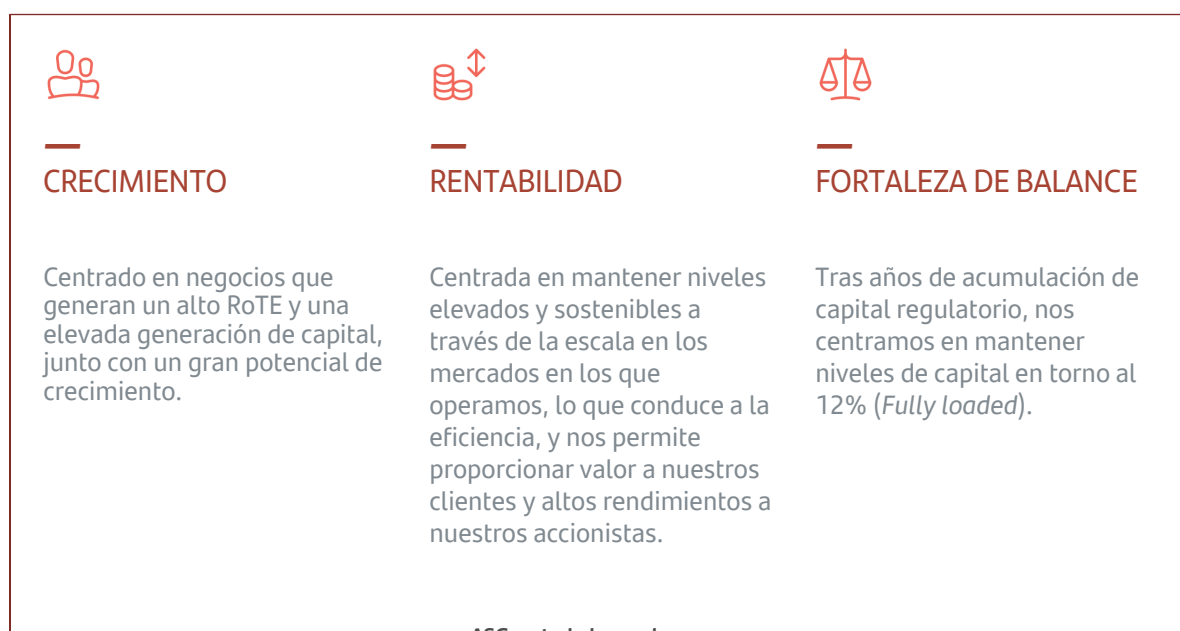 CRECIMIENTO
Centrado en negocios que
generan un alto RoTE y una
elevada generación de capital,
junto con un gran potencial de
crecimiento.
RENTABILIDAD
Centrada en mantener niveles
elevados y sostenibles a
través de la escala en los
mercados en los que
operamos, lo que conduce a la
eficiencia, y nos permite
proporcionar valor a nuestros
clientes y altos rendimientos a
nuestros accionistas.
FORTALEZA DE BALANCE
Tras años de acumulación de
capital regulatorio, nos
centramos en mantener
niveles de capital en torno al
12% (Fully loaded).